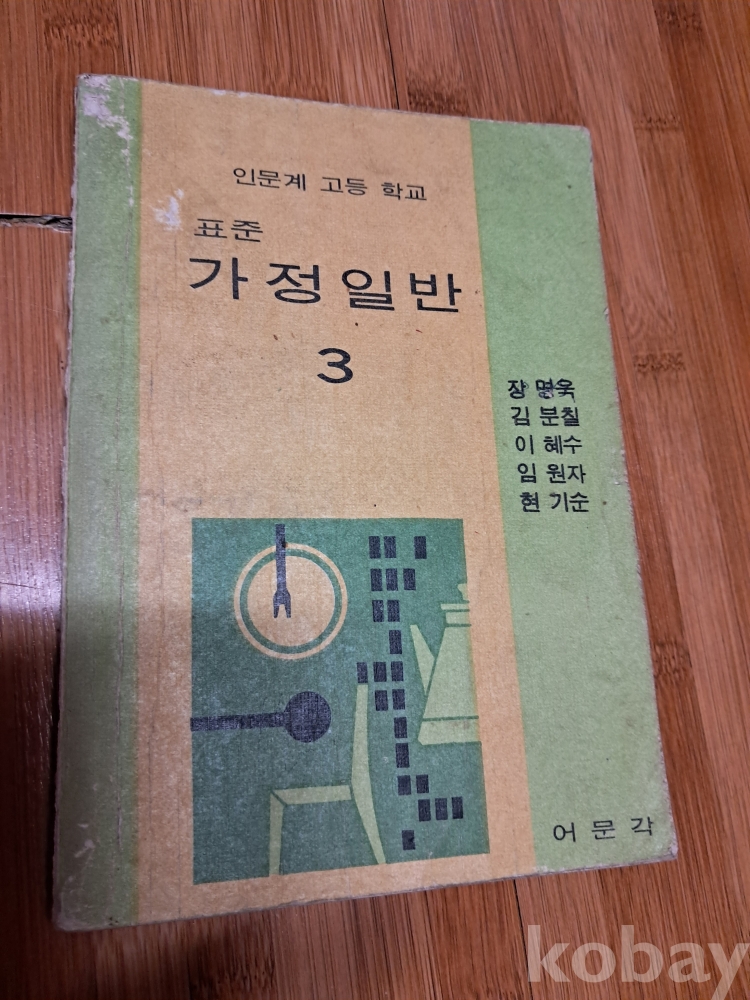 인문계 고등 학교
표준
가정일반
3
장 명욱
김 분칠
이 혜수
임 원자
현 기순
어문각
kobay